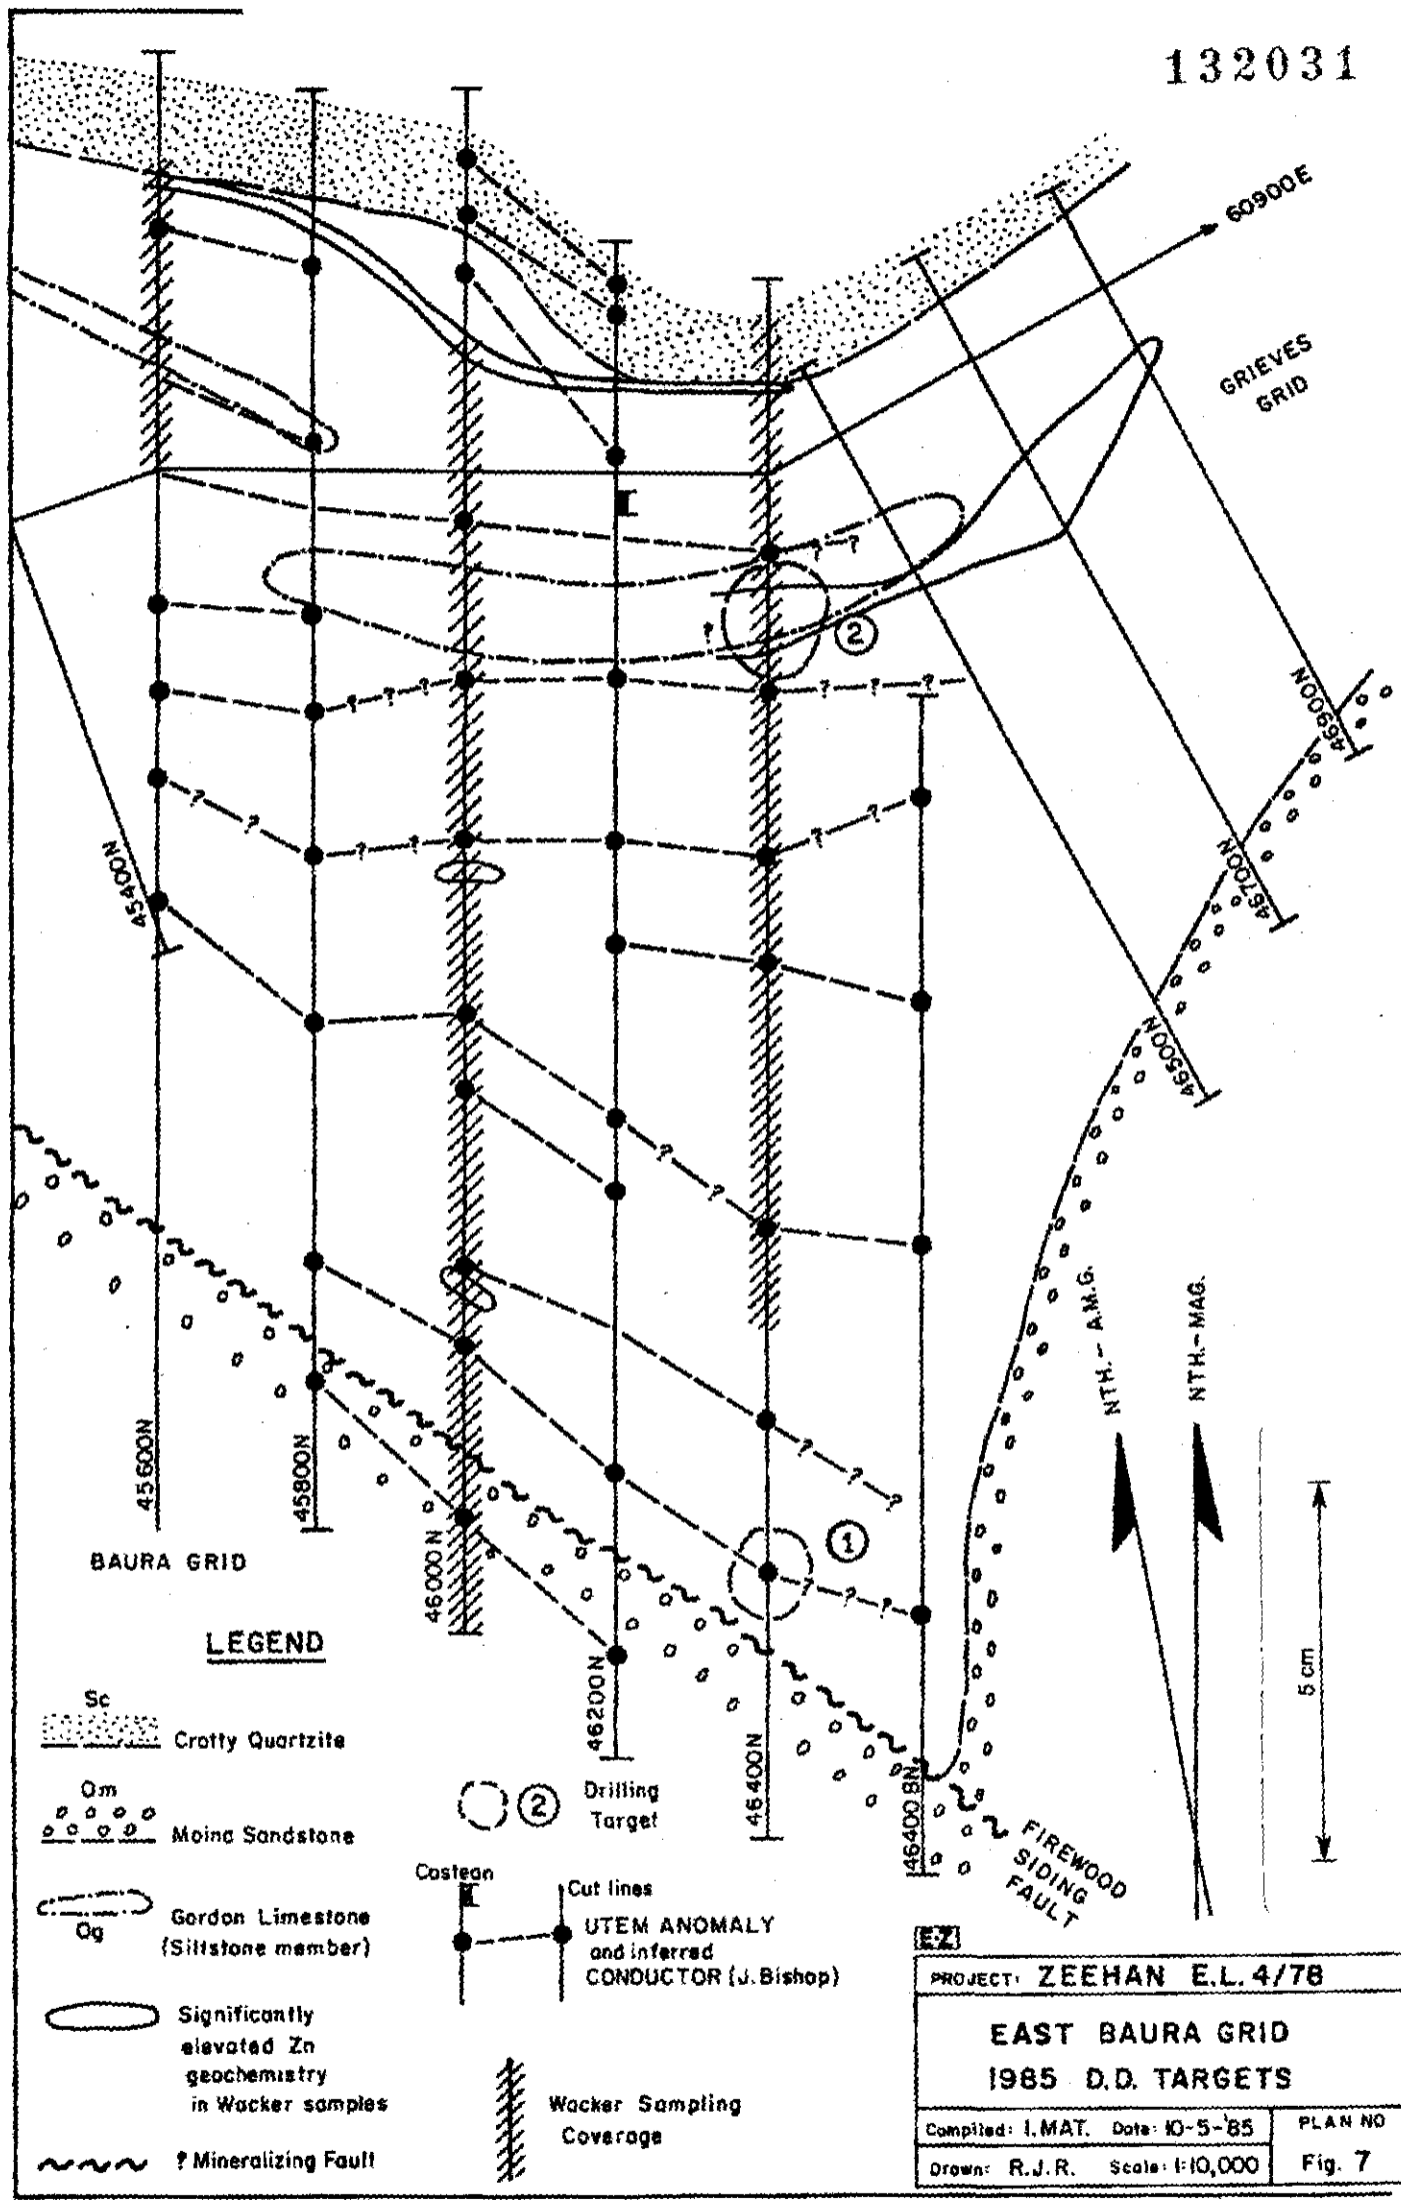 132031
60900E
GRIEVES
GRID
?
?
?
2
?
?
?
?
?
?
46900N
?
?
?
?
?
?
45400N
46700N
46500N
?
?
NTH.- A.M.G.
NTH.-MAG.
?
?
?
45600N
45800N
1
?
?
?
BAURA GRID
46000N
5 cm
LEGEND
46200N
Sc
Crotty Quartzite
46400N
46400 BN
Om
Moina Sandstone
2
Drilling
Target
FIREWOOD
SIDING
FAULT
Costean
Cut lines
Og
Gordon Limestone
(Siltstone member)
UTEM ANOMALY
and inferred
CONDUCTOR (J.Bishop)
E-Z
PROJECT: ZEEHAN E.L. 4/78
Significantly
elevated Zn
geochemistry
in Wacker samples
EAST BAURA GRID
1985 D.D. TARGETS
Wacker Sampling
Coverage
Compiled: I.MAT. Date: 10-5-'85
PLAN NO
? Mineralizing Fault
Drawn: R.J.R. Scale: 1:10,000
Fig. 7